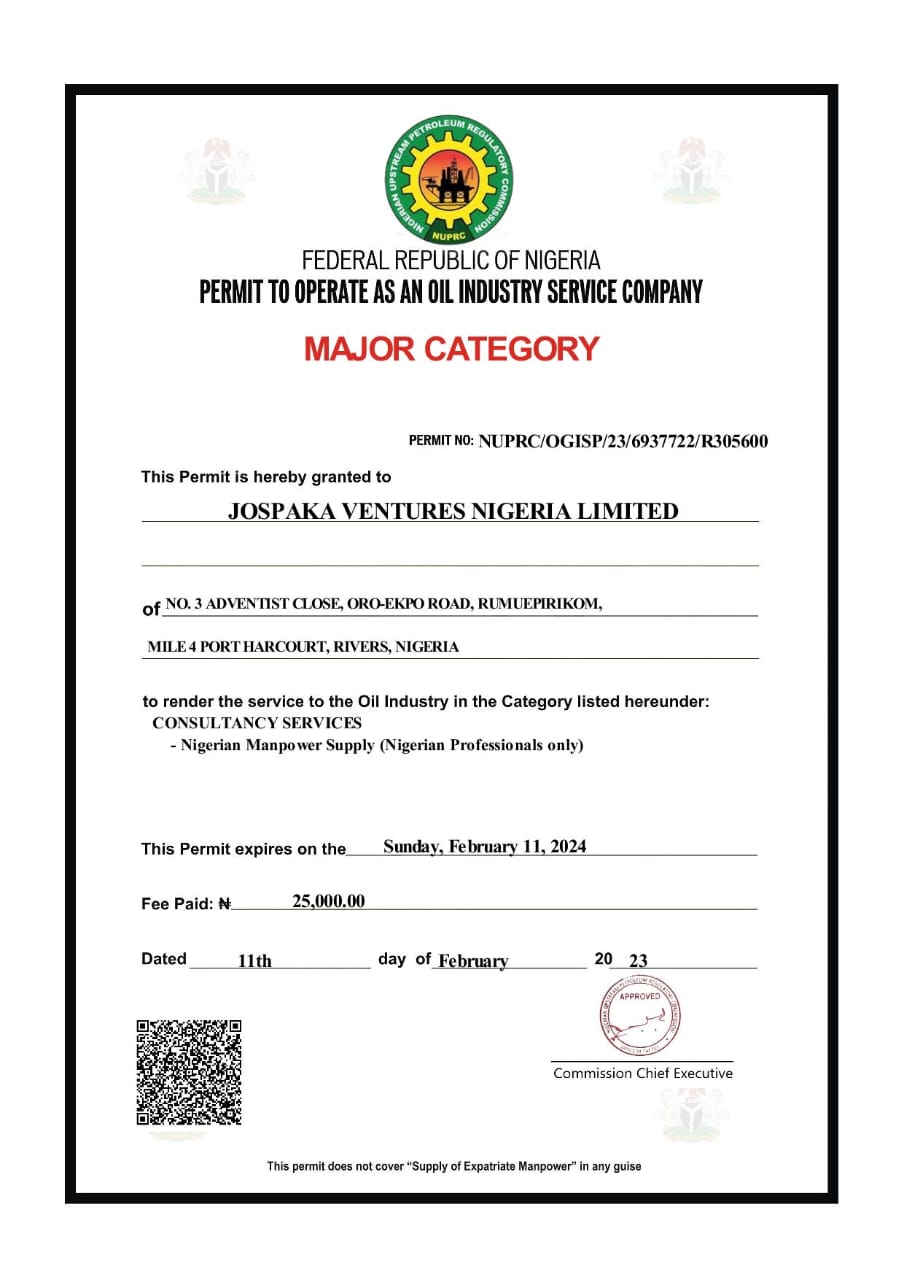 NIGERIAN UPSTREAM PETROLEUM REGULATORY COMMISSION
NUPRC
FEDERAL REPUBLIC OF NIGERIA
PERMIT TO OPERATE AS AN OIL INDUSTRY SERVICE COMPANY
MAJOR CATEGORY
PERMIT NO: NUPRC/OGISP/23/6937722/R305600
This Permit is hereby granted to
JOSPAKA VENTURES NIGERIA LIMITED
of NO. 3 ADVENTIST CLOSE, ORO-EKPO ROAD, RUMUEPIRIKOM,
MILE 4 PORT HARCOURT, RIVERS, NIGERIA
to render the service to the Oil Industry in the Category listed hereunder:
CONSULTANCY SERVICES
- Nigerian Manpower Supply (Nigerian Professionals only)
This Permit expires on the Sunday, February 11, 2024
Fee Paid: ₦ 25,000.00
Dated 11th day of February 20 23
NIGERIAN UPSTREAM PETROLEUM REGULATORY COMMISSION
APPROVED
Commission Chief Executive
This permit does not cover “Supply of Expatriate Manpower” in any guise